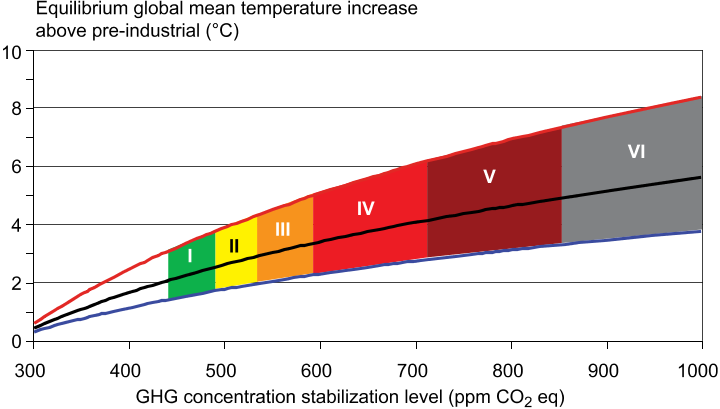 Equilibrium global mean temperature increase
above pre-industrial (°C)
10
8
6
4
2
0
I
II
III
IV
V
VI
300 400 500 600 700 800 900 1000
GHG concentration stabilization level (ppm CO₂ eq)